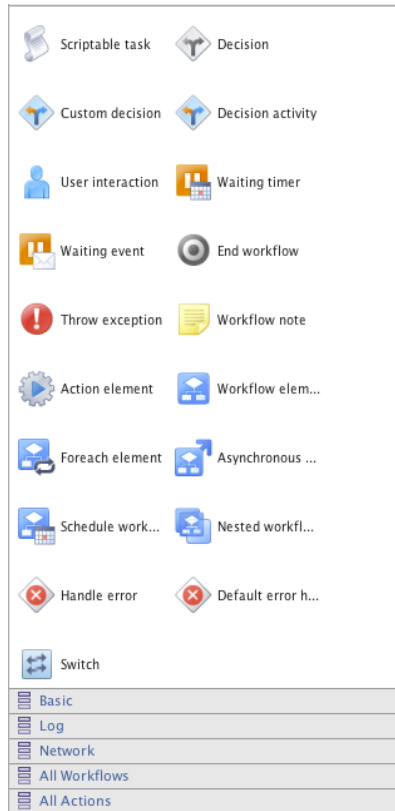 Scriptable task
Decision
Custom decision
Decision activity
User interaction
Waiting timer
Waiting event
End workflow
Throw exception
Workflow note
Action element
Workflow elem...
Foreach element
Asynchronous ...
Schedule work...
Nested workfl...
Handle error
Default error h...
Switch
Basic
Log
Network
All Workflows
All Actions